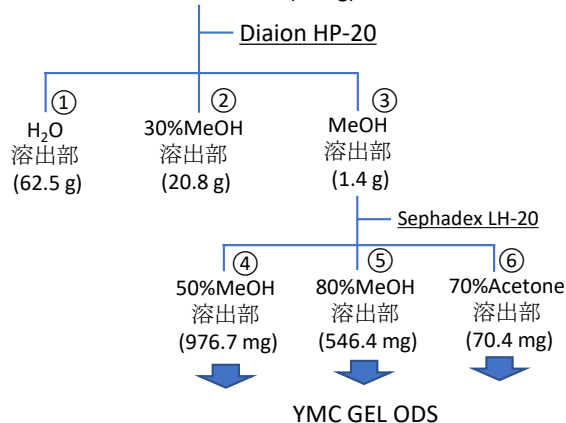 Diaion HP-20
① ② ③
H₂O 30%MeOH MeOH
溶出部 溶出部 溶出部
(62.5 g) (20.8 g) (1.4 g)
Sephadex LH-20
④ ⑤ ⑥
50%MeOH 80%MeOH 70%Acetone
溶出部 溶出部 溶出部
(976.7 mg) (546.4 mg) (70.4 mg)
YMC GEL ODS